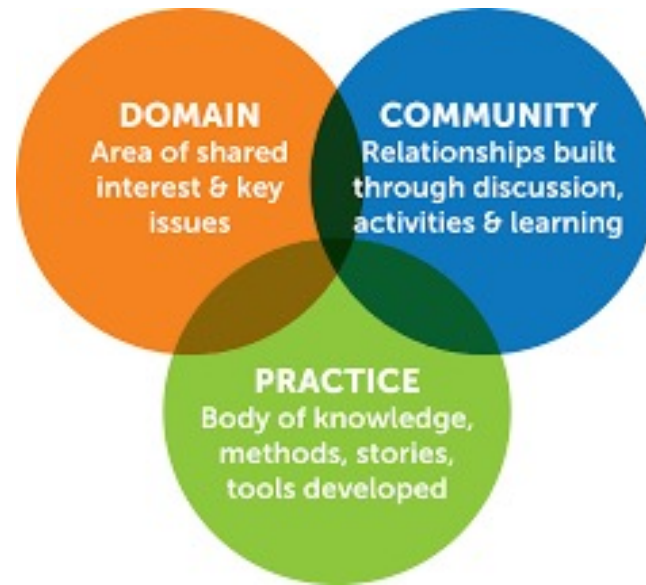 DOMAIN
Area of shared
interest & key
issues
COMMUNITY
Relationships built
through discussion,
activities & learning
PRACTICE
Body of knowledge,
methods, stories,
tools developed